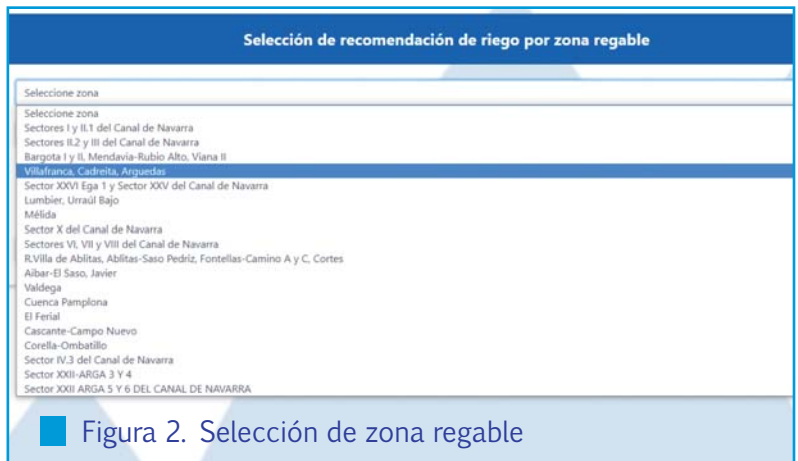 Selección de recomendación de riego por zona regable
Seleccione zona
Seleccione zona
Sectores I y II.1 del Canal de Navarra
Sectores II.2 y III del Canal de Navarra
Bargota I y II, Mendavia-Rubio Alto, Viana II
Villafranca, Cadreita, Arguedas
Sector XXVI Ega 1 y Sector XXV del Canal de Navarra
Lumbier, Urraúl Bajo
Mélida
Sector X del Canal de Navarra
Sectores VI, VII y VIII del Canal de Navarra
R.Villa de Ablitas, Ablitas-Saso Pedriz, Fontellas-Camino A y C, Cortes
Aibar-El Saso, Javier
Valdega
Cuenca Pamplona
El Ferial
Cascante-Campo Nuevo
Corella-Ombatillo
Sector IV.3 del Canal de Navarra
Sector XXII-ARGA 3 Y 4
Sector XXII ARGA 5 Y 6 DEL CANAL DE NAVARRA
Figura 2. Selección de zona regable